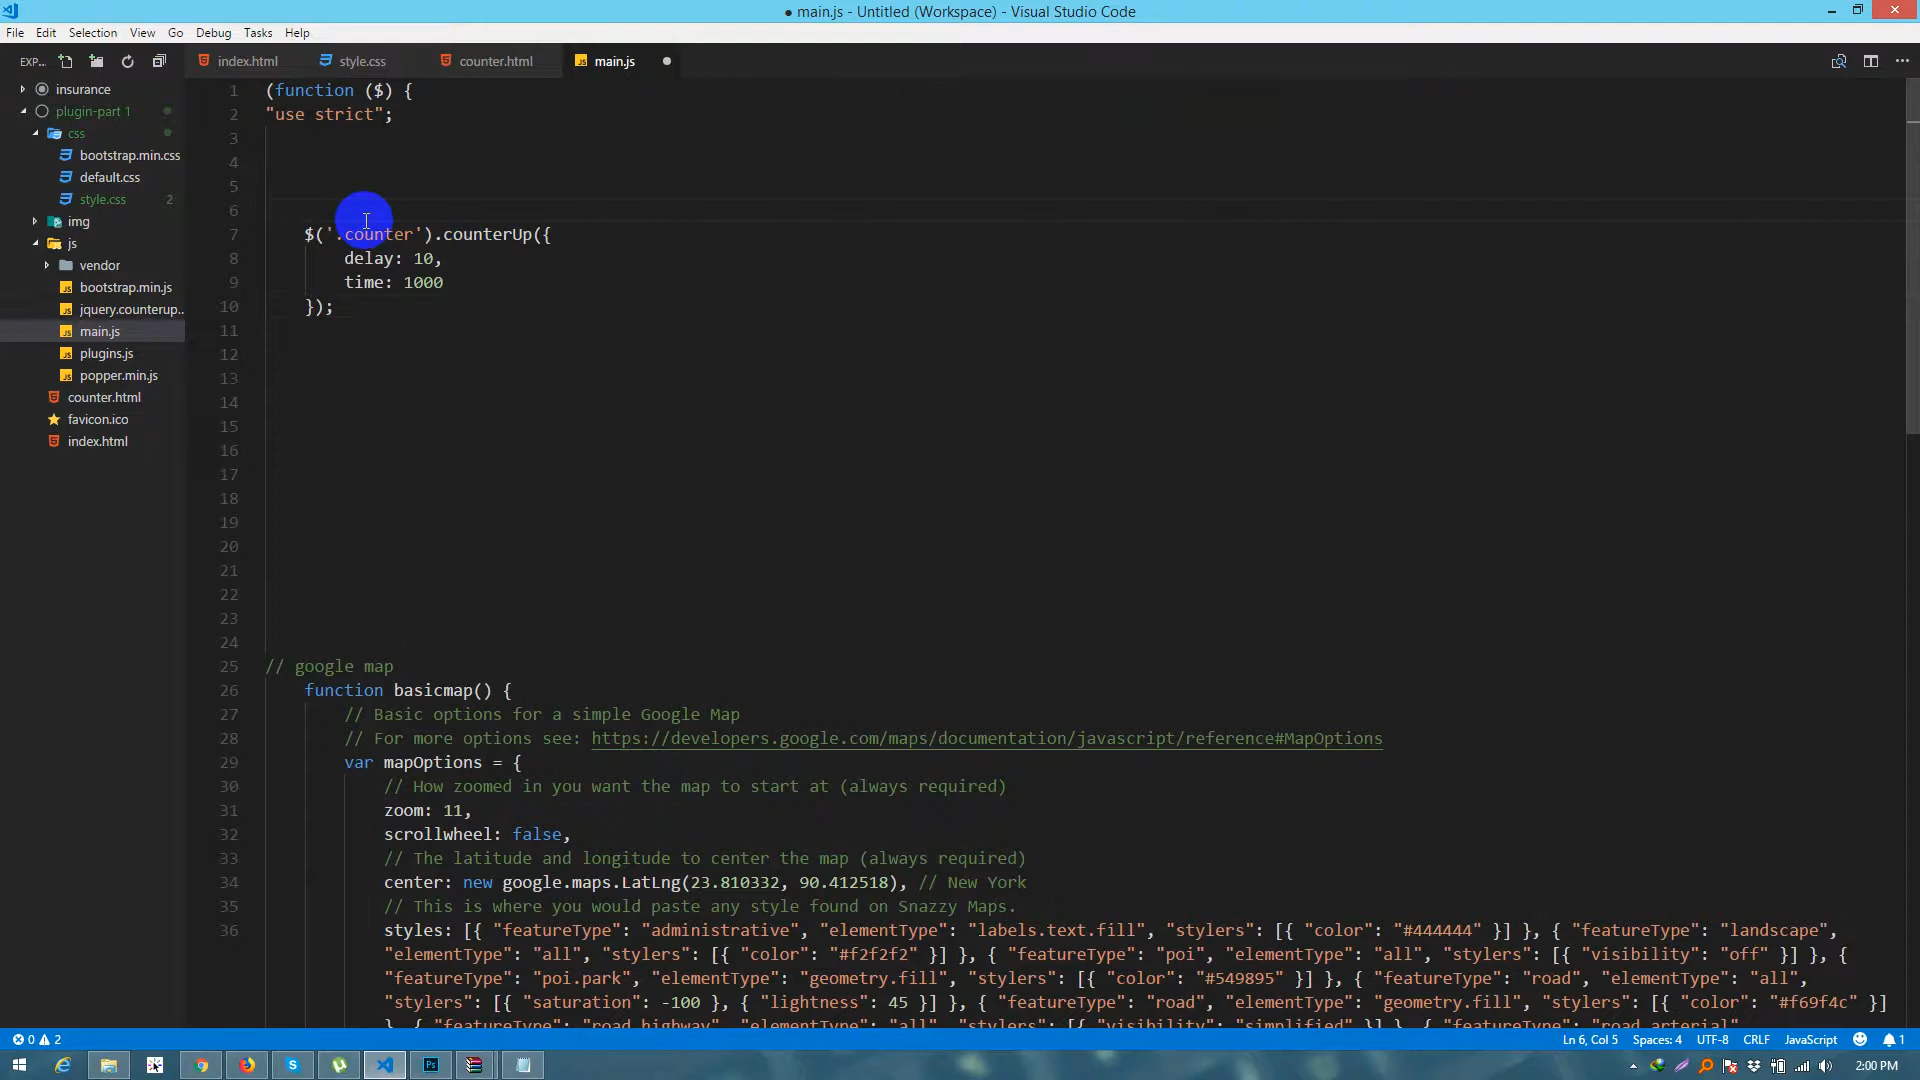 ● main.js - Untitled (Workspace) - Visual Studio Code
File Edit Selection View Go Debug Tasks Help
EXP... index.html style.css counter.html main.js ●
insurance
plugin-part 1
css
bootstrap.min.css
default.css
style.css 2
img
js
vendor
bootstrap.min.js
jquery.counterup..
main.js
plugins.js
popper.min.js
counter.html
favicon.ico
index.html
1 (function ($) {
2 "use strict";
3
4
5
6
7 $('.counter').counterUp({
8 delay: 10,
9 time: 1000
10 });
11
12
13
14
15
16
17
18
19
20
21
22
23
24
25 // google map
26 function basicmap() {
27 // Basic options for a simple Google Map
28 // For more options see: https://developers.google.com/maps/documentation/javascript/reference#MapOptions
29 var mapOptions = {
30 // How zoomed in you want the map to start at (always required)
31 zoom: 11,
32 scrollwheel: false,
33 // The latitude and longitude to center the map (always required)
34 center: new google.maps.LatLng(23.810332, 90.412518), // New York
35 // This is where you would paste any style found on Snazzy Maps.
36 styles: [{ "featureType": "administrative", "elementType": "labels.text.fill", "stylers": [{ "color": "#444444" }] }, { "featureType": "landscape",
"elementType": "all", "stylers": [{ "color": "#f2f2f2" }] }, { "featureType": "poi", "elementType": "all", "stylers": [{ "visibility": "off" }] }, {
"featureType": "poi.park", "elementType": "geometry.fill", "stylers": [{ "color": "#549895" }] }, { "featureType": "road", "elementType": "all",
"stylers": [{ "saturation": -100 }, { "lightness": 45 }] }, { "featureType": "road", "elementType": "geometry.fill", "stylers": [{ "color": "#f69f4c" }]
}, { "featureType": "road.highway", "elementType": "all", "stylers": [{ "visibility": "simplified" }] }, { "featureType": "road.arterial",
0 2 Ln 6, Col 5 Spaces: 4 UTF-8 CRLF JavaScript 1
2:00 PM